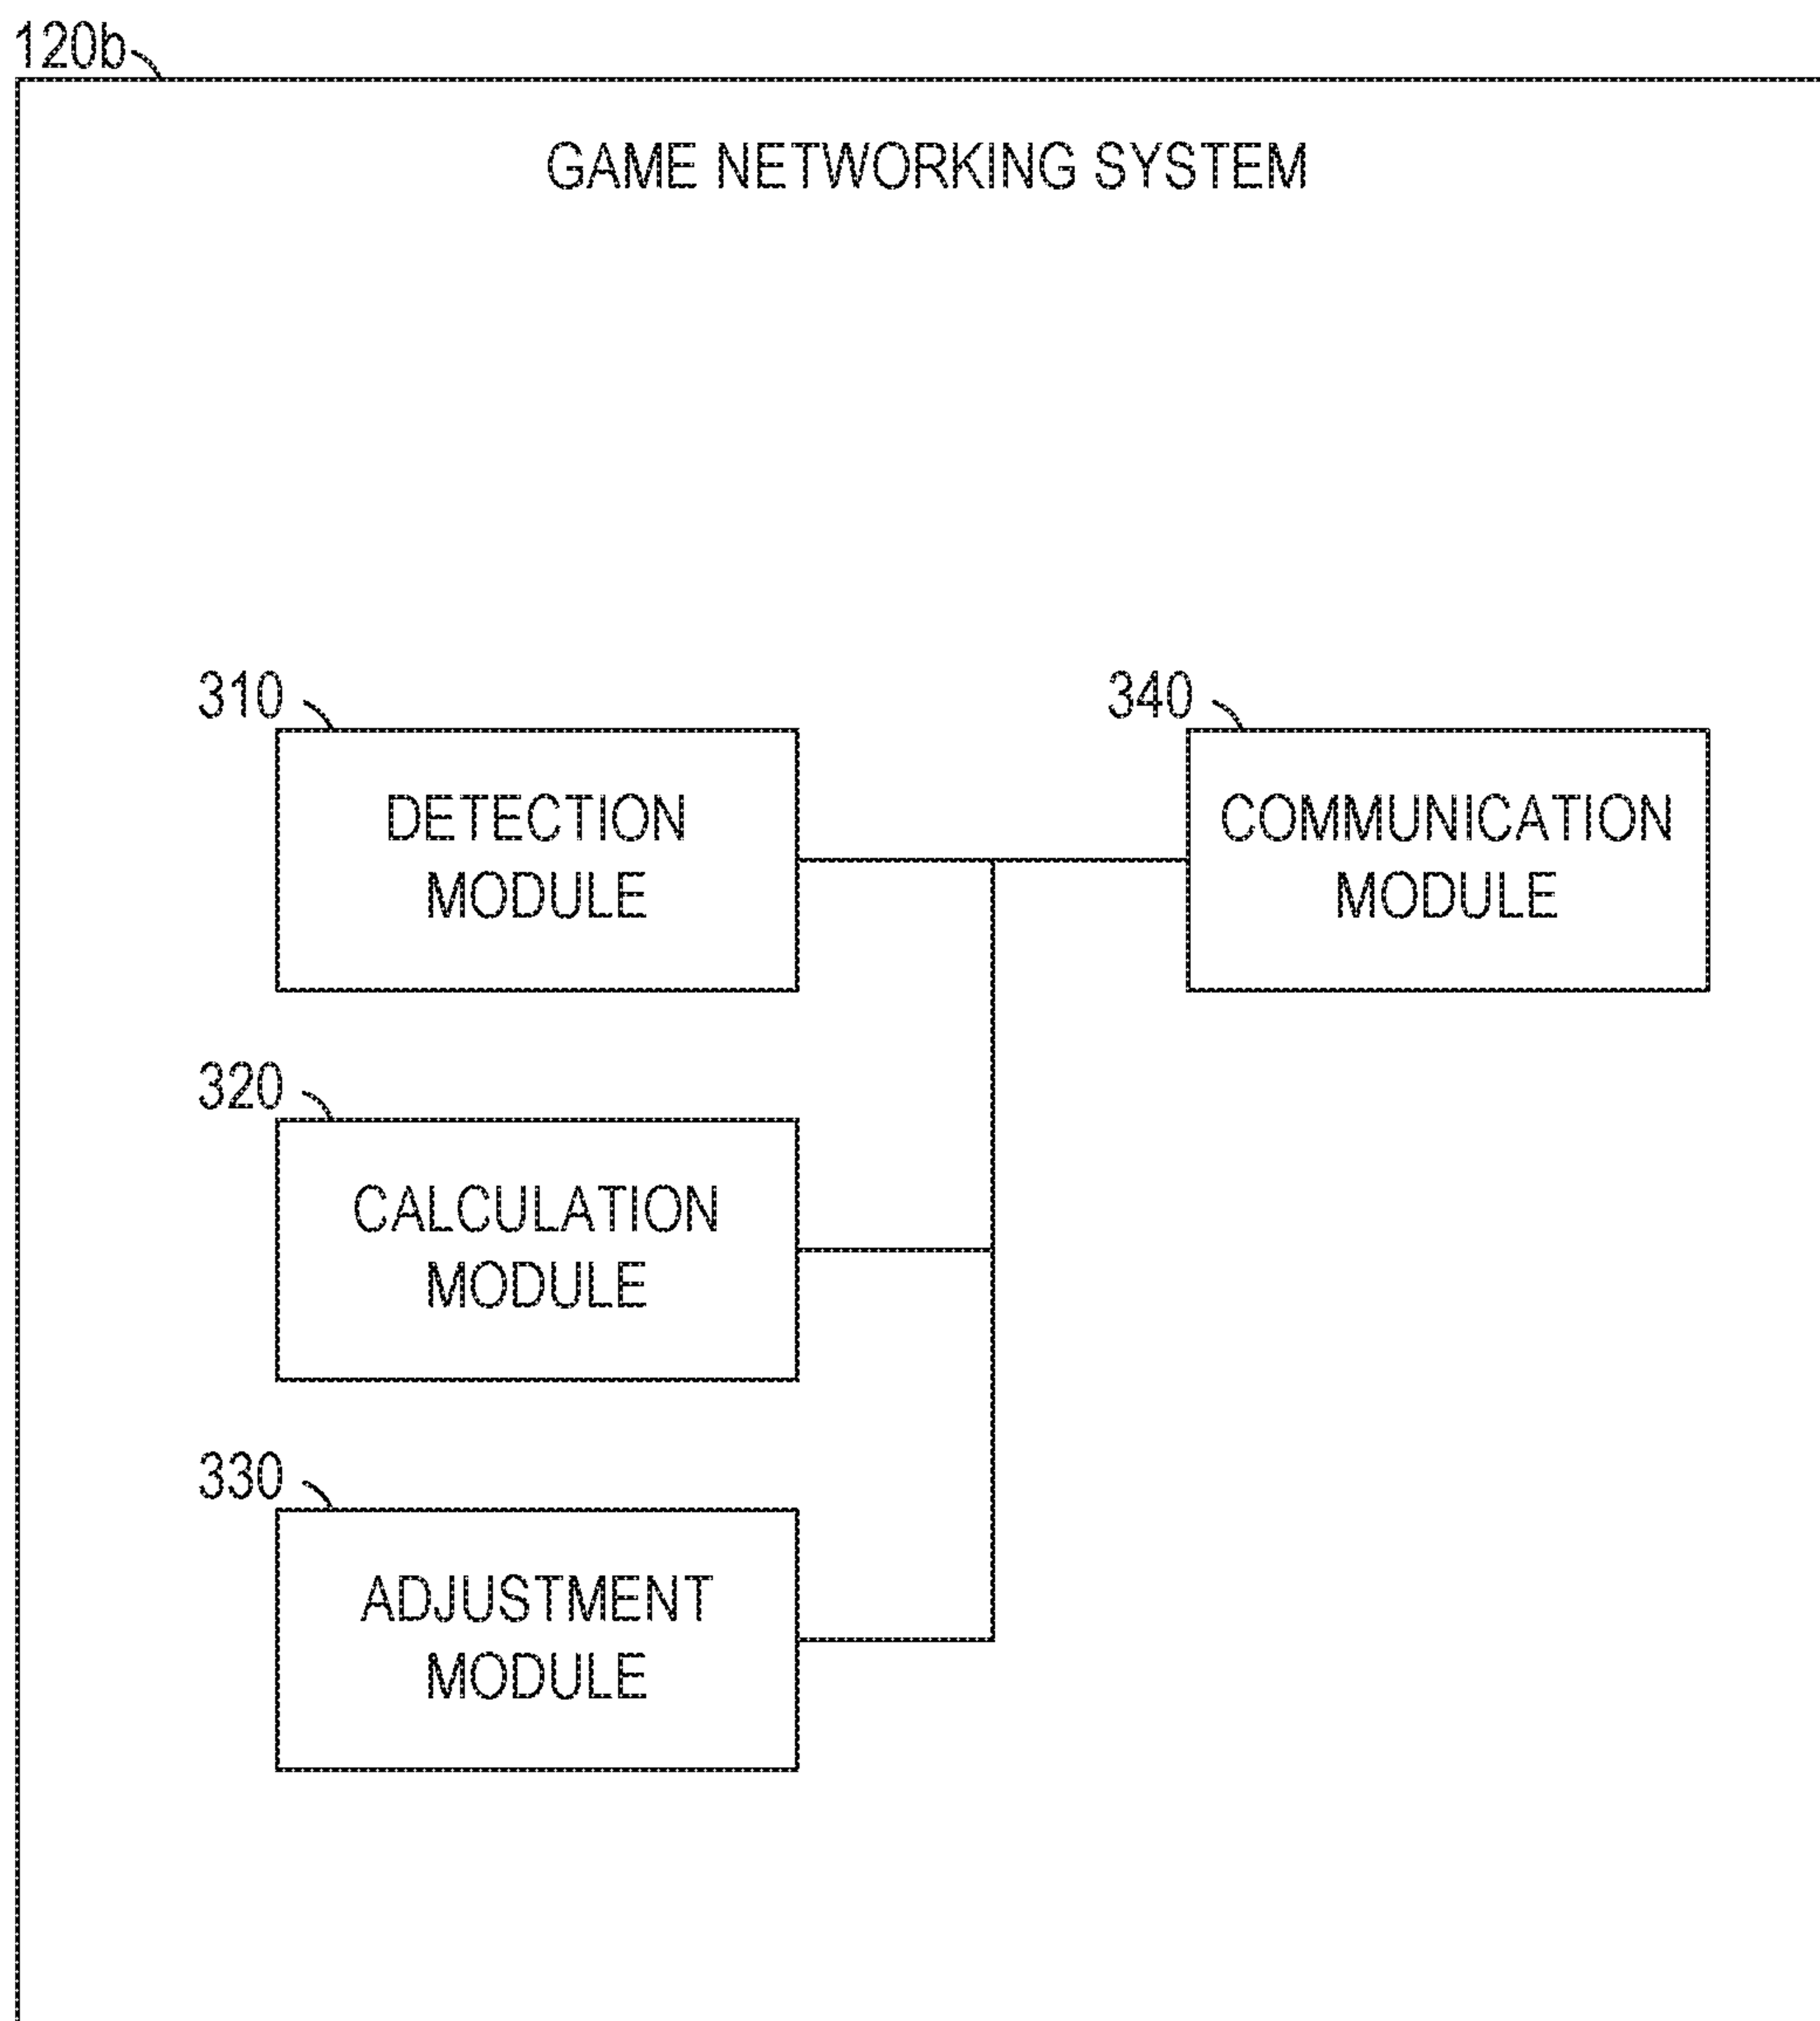 120b
GAME NETWORKING SYSTEM
310
DETECTION
MODULE
340
COMMUNICATION
MODULE
320
CALCULATION
MODULE
330
ADJUSTMENT
MODULE